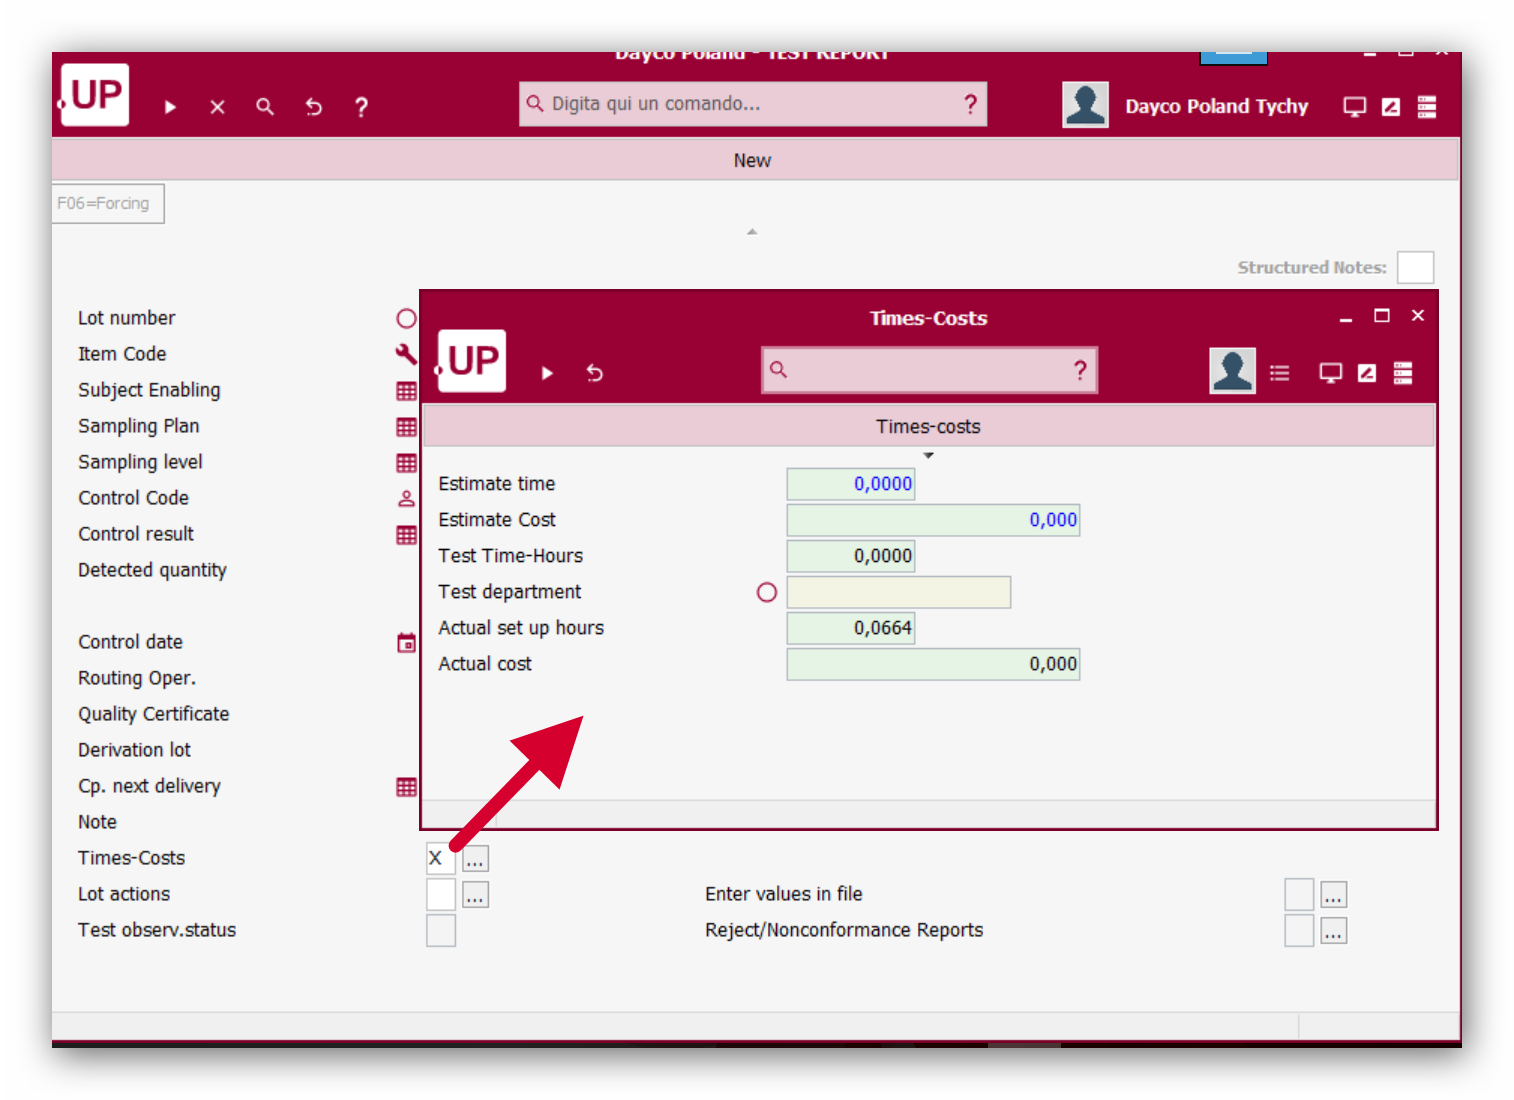 Dayco Poland - TEST REPORT
.UP
?
Digita qui un comando...
?
Dayco Poland Tychy
New
F06=Forcing
Structured Notes:
Lot number
Item Code
Subject Enabling
Sampling Plan
Sampling level
Control Code
Control result
Detected quantity
Control date
Routing Oper.
Quality Certificate
Derivation lot
Cp. next delivery
Note
Times-Costs X ...
Lot actions ...
Test observ.status
Enter values in file ...
Reject/Nonconformance Reports ...
Times-Costs
.UP
?
Times-costs
Estimate time 0,0000
Estimate Cost 0,000
Test Time-Hours 0,0000
Test department
Actual set up hours 0,0664
Actual cost 0,000